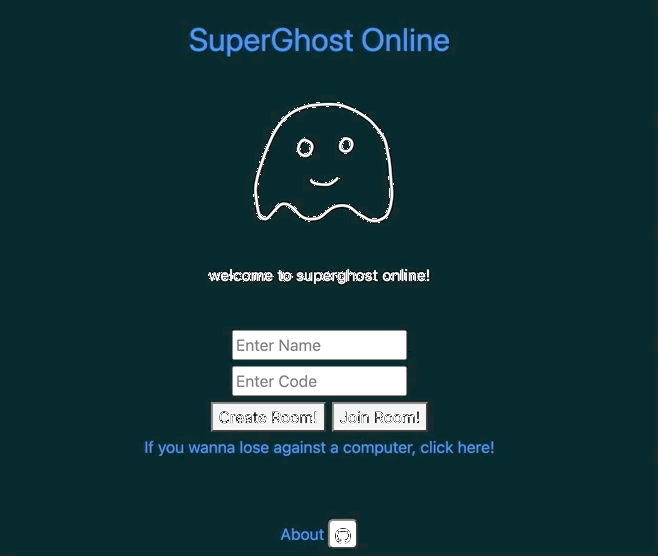 SuperGhost Online
welcome to superghost online!
Enter Name
Enter Code
Create Room! Join Room!
If you wanna lose against a computer, click here!
About